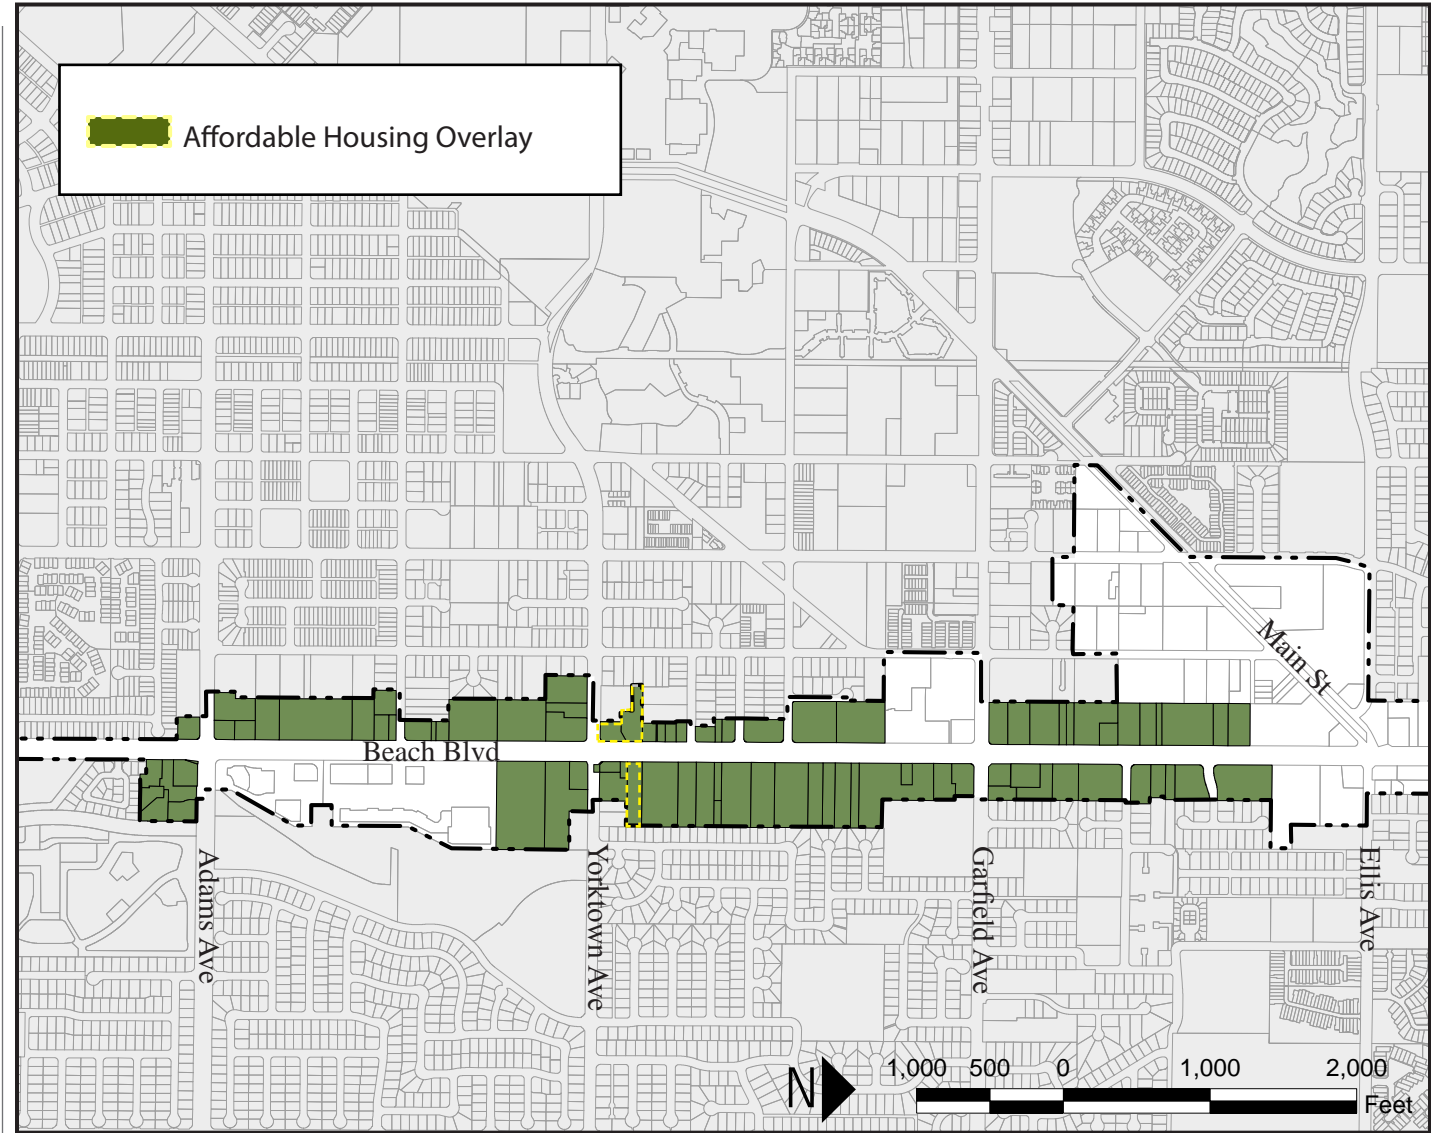 Affordable Housing Overlay
Main St
Beach Blvd
Adams Ave
Yorktown Ave
Garfield Ave
Ellis Ave
N
1,000 500 0 1,000 2,000
Feet